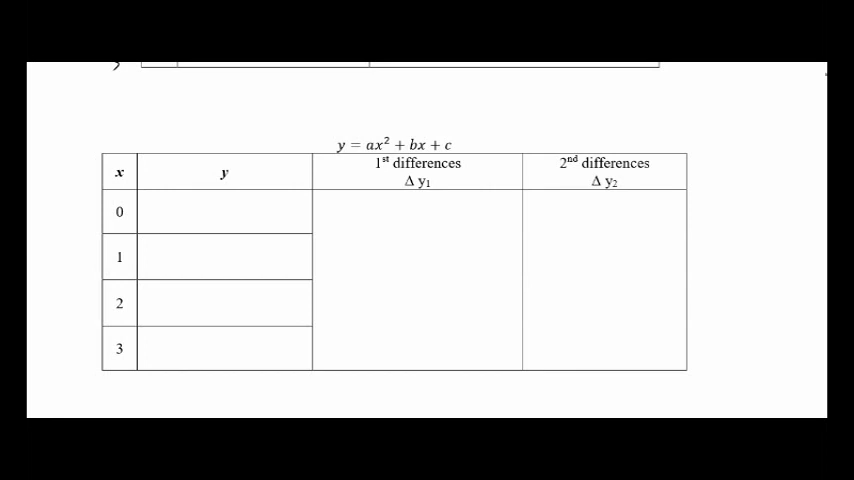 y = ax² + bx + c
x y 1st differences Δ y₁ 2nd differences Δ y₂
0
1
2
3